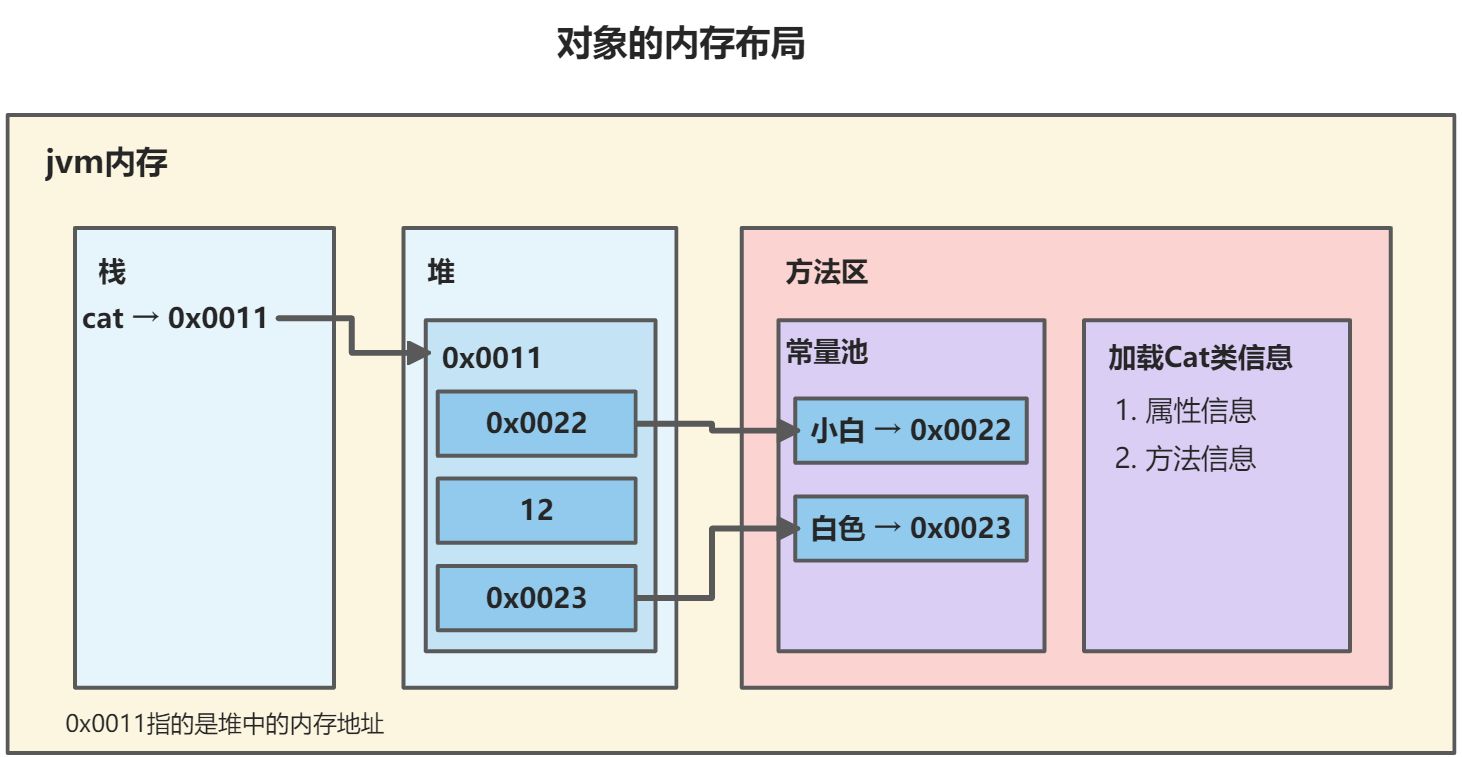 对象的内存布局
jvm内存
栈
cat → 0x0011
堆
0x0011
0x0022
12
0x0023
方法区
常量池
小白 → 0x0022
白色 → 0x0023
加载Cat类信息
1. 属性信息
2. 方法信息
0x0011指的是堆中的内存地址